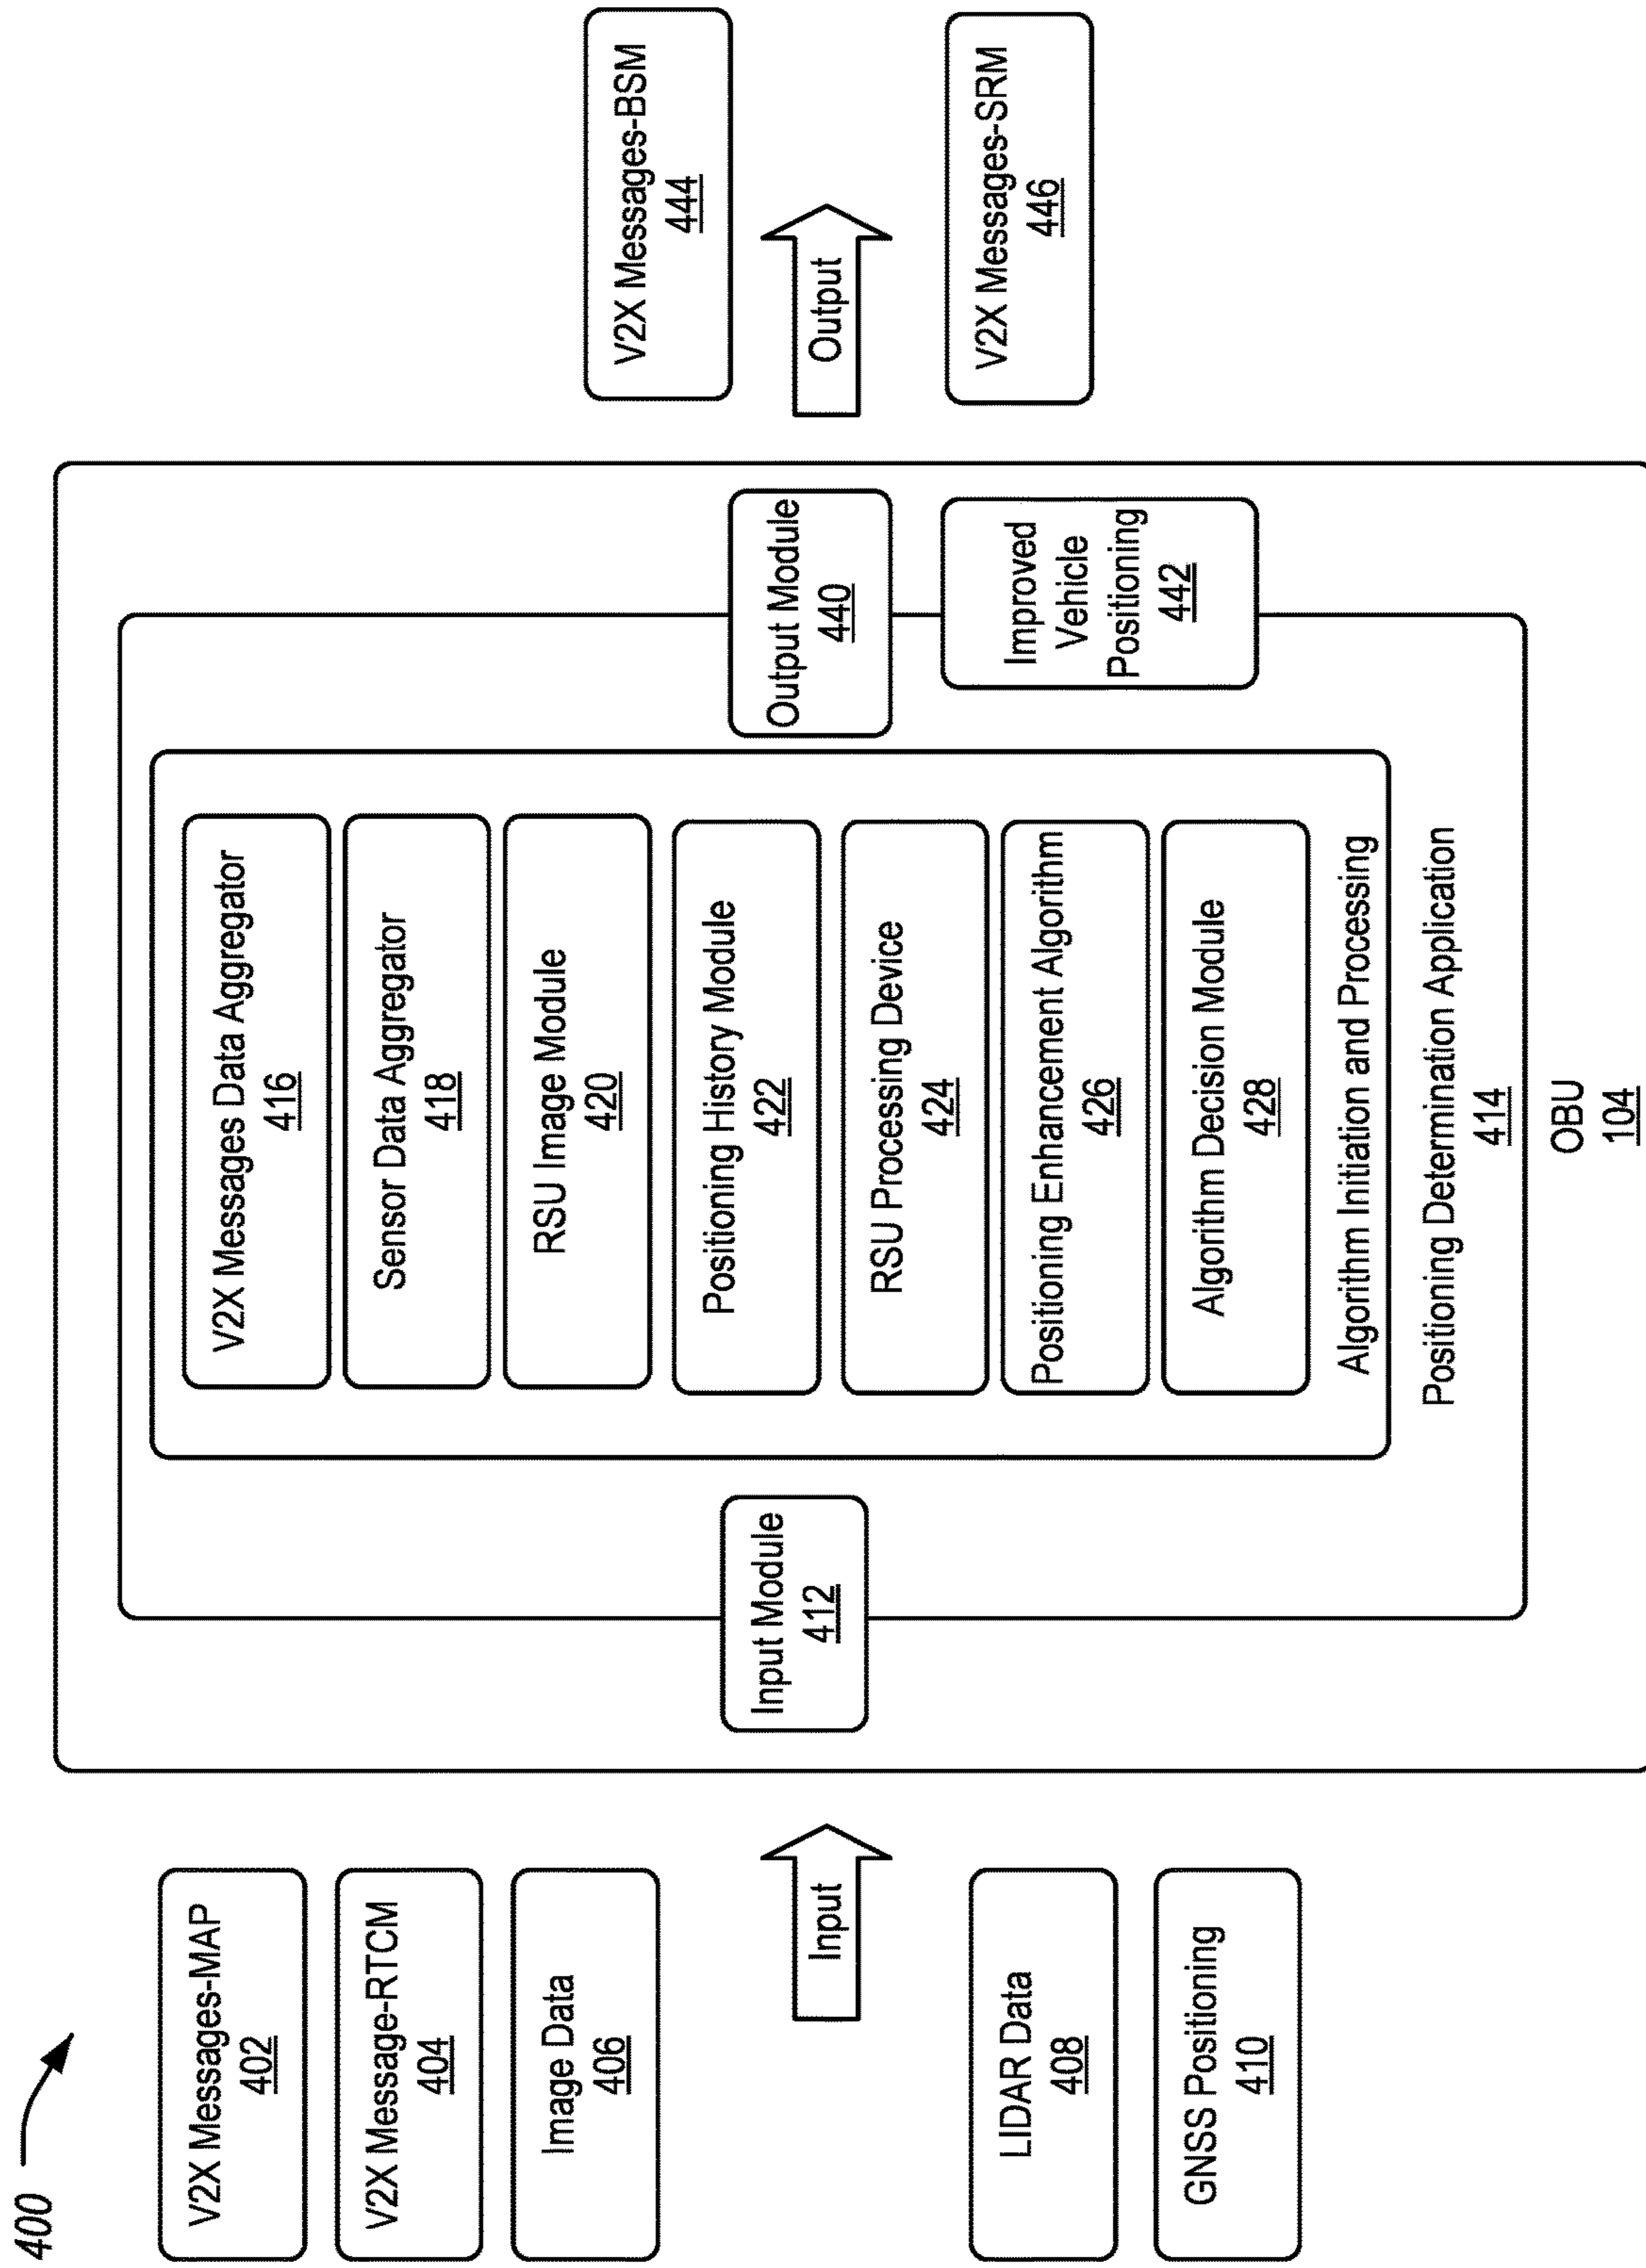 400
V2X Messages-MAP
402
V2X Message-RTCM
404
Image Data
406
Input
LIDAR Data
408
GNSS Positioning
410
Input Module
412
V2X Messages Data Aggregator
416
Sensor Data Aggregator
418
RSU Image Module
420
Positioning History Module
422
RSU Processing Device
424
Positioning Enhancement Algorithm
426
Algorithm Decision Module
428
Algorithm Initiation and Processing
Positioning Determination Application
414
OBU
104
Output Module
440
Improved
Vehicle
Positioning
442
V2X Messages-BSM
444
Output
V2X Messages-SRM
446